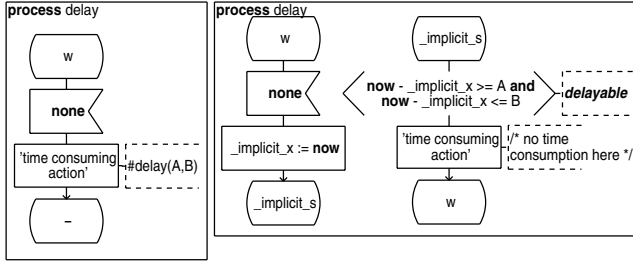 process delay
w
none
'time consuming
action'
#delay(A,B)
–
process delay
w
none
_implicit_x := now
_implicit_s
_implicit_s
now - _implicit_x >= A and
now - _implicit_x <= B
delayable
'time consuming
action'
/* no time
consumption here */
w